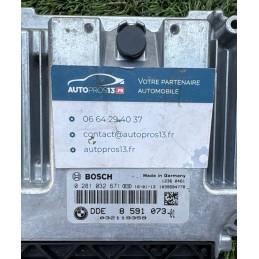 AUTOPROS13.FR
VOTRE PARTENAIRE
AUTOMOBILE
06 64 29 40 37
contact@autopros13.fr
autopros13.fr
BOSCH
Made in Germany
0 281 032 671
DDE 8 591 073
032119359